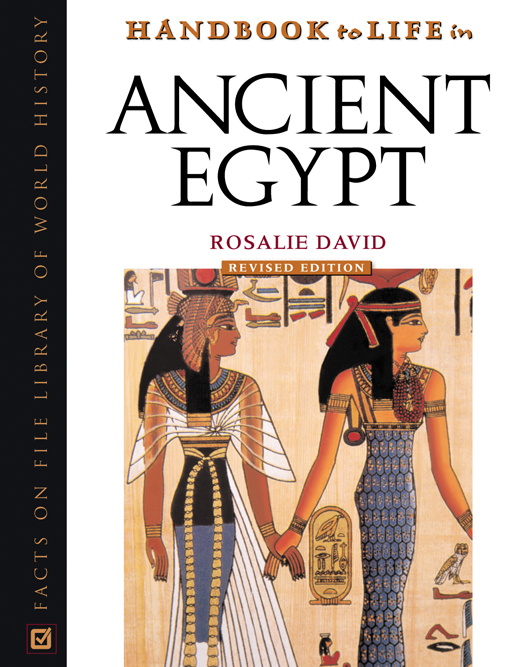 HANDBOOK to LIFE in
ANCIENT
EGYPT
ROSALIE DAVID
REVISED EDITION
FACTS ON FILE LIBRARY OF WORLD HISTORY